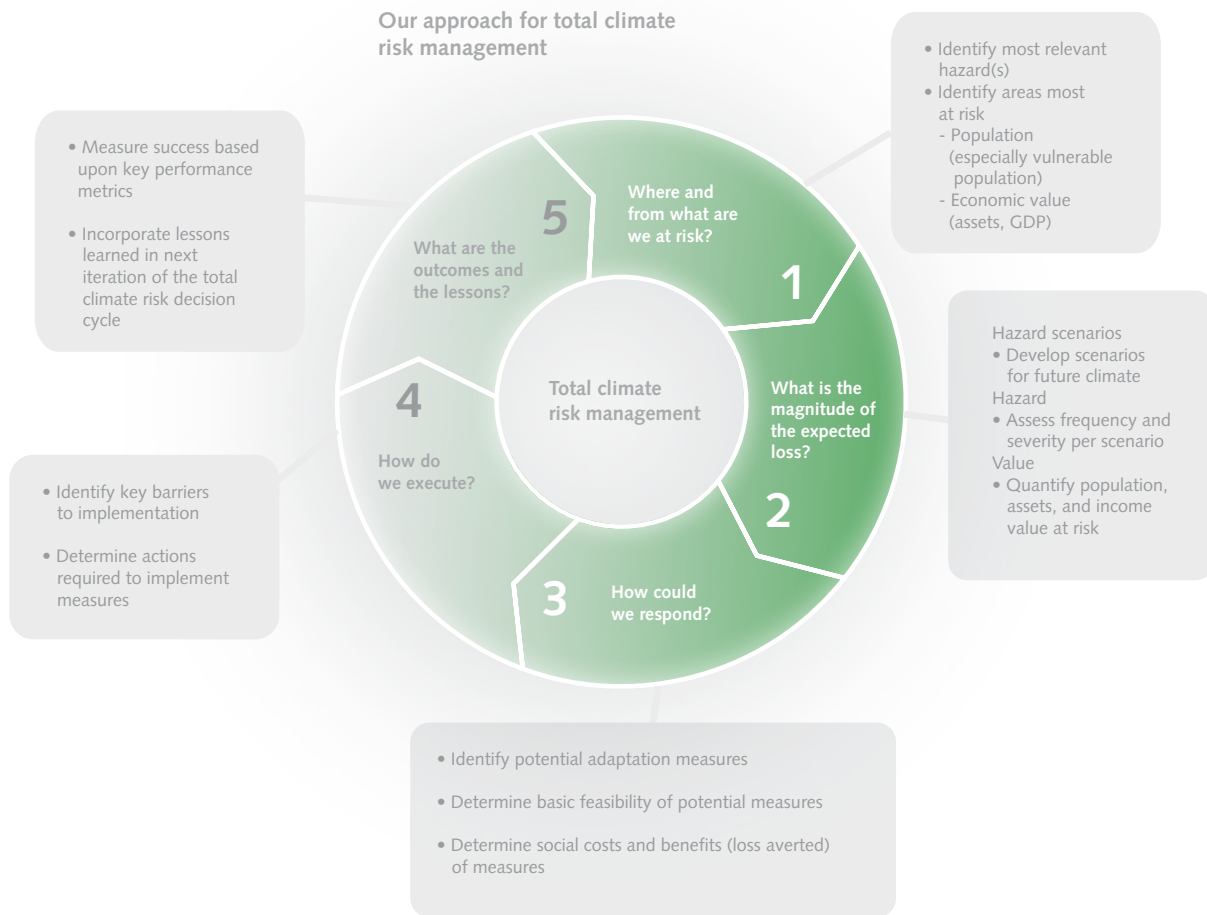 Our approach for total climate
risk management
• Identify most relevant
hazard(s)
• Identify areas most
at risk
- Population
(especially vulnerable
population)
- Economic value
(assets, GDP)
Where and
from what are
we at risk?
1
Hazard scenarios
• Develop scenarios
for future climate
Hazard
• Assess frequency and
severity per scenario
Value
• Quantify population,
assets, and income
value at risk
What is the
magnitude of
the expected
loss?
2
How could
we respond?
3
• Identify potential adaptation measures
• Determine basic feasibility of potential measures
• Determine social costs and benefits (loss averted)
of measures
4
How do
we execute?
• Identify key barriers
to implementation
• Determine actions
required to implement
measures
5
What are the
outcomes and
the lessons?
• Measure success based
upon key performance
metrics
• Incorporate lessons
learned in next
iteration of the total
climate risk decision
cycle
Total climate
risk management